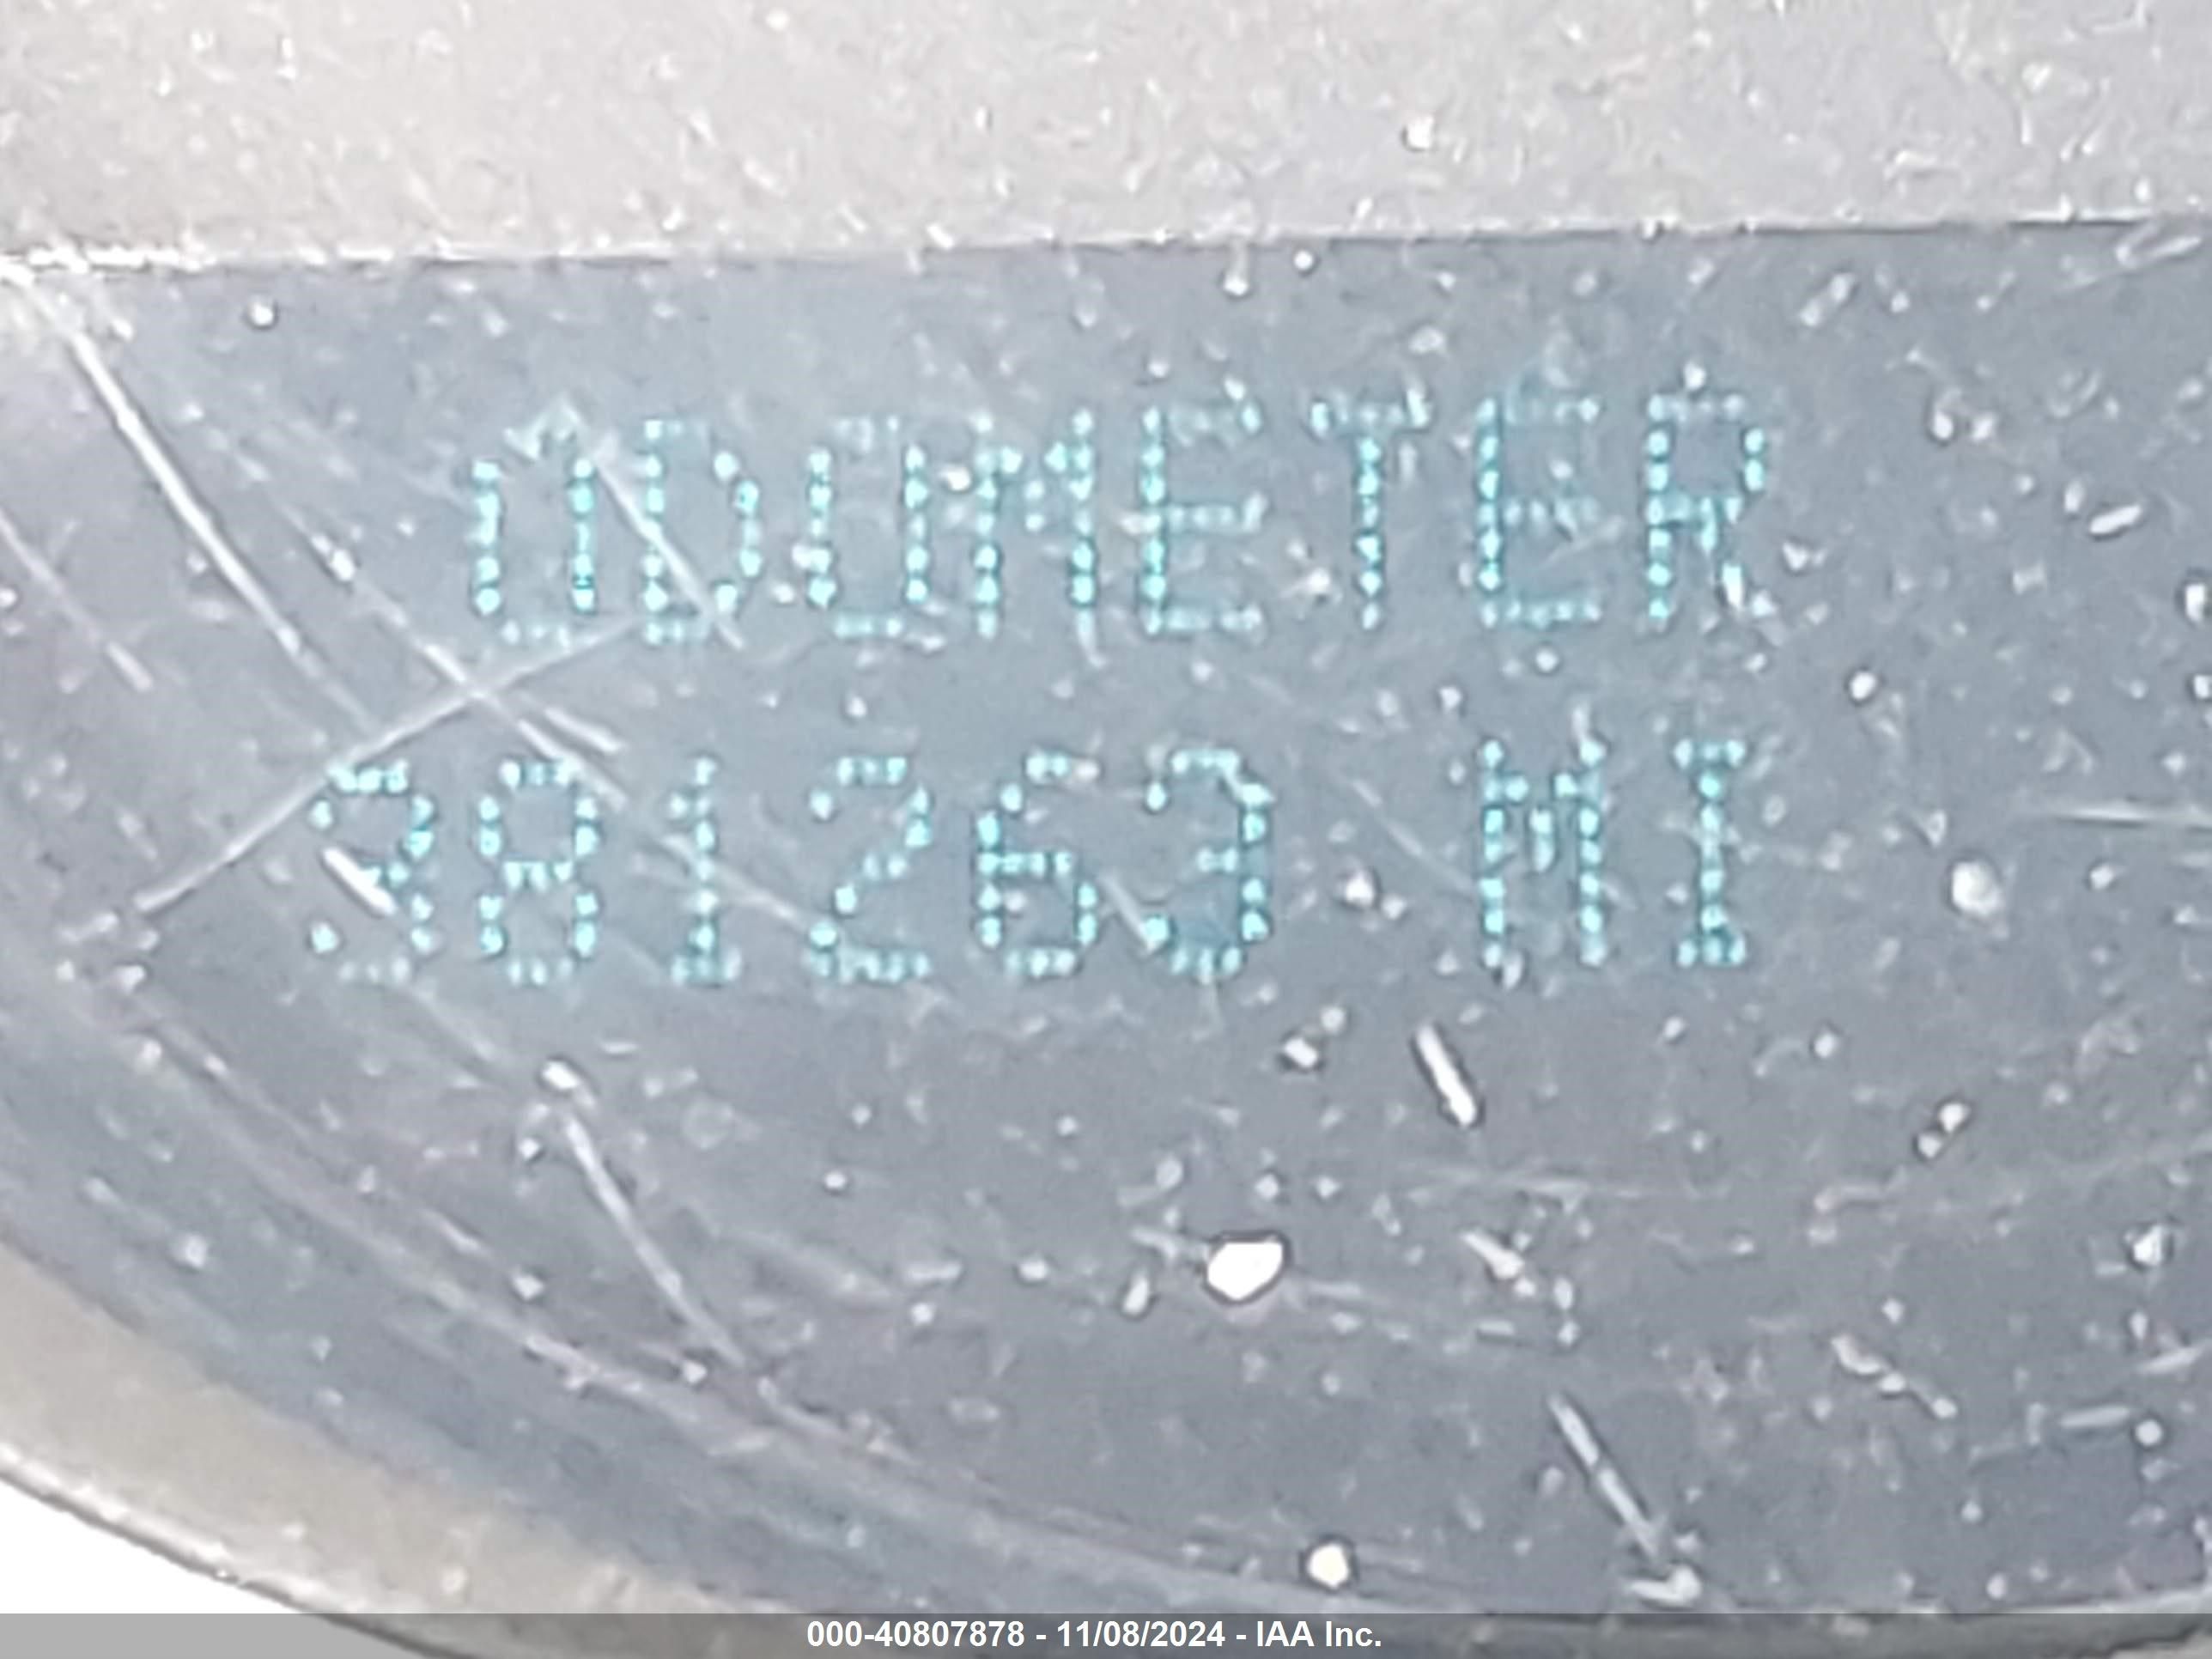 ODOMETER
381263 MI
000-40807878 - 11/08/2024 - IAA Inc.